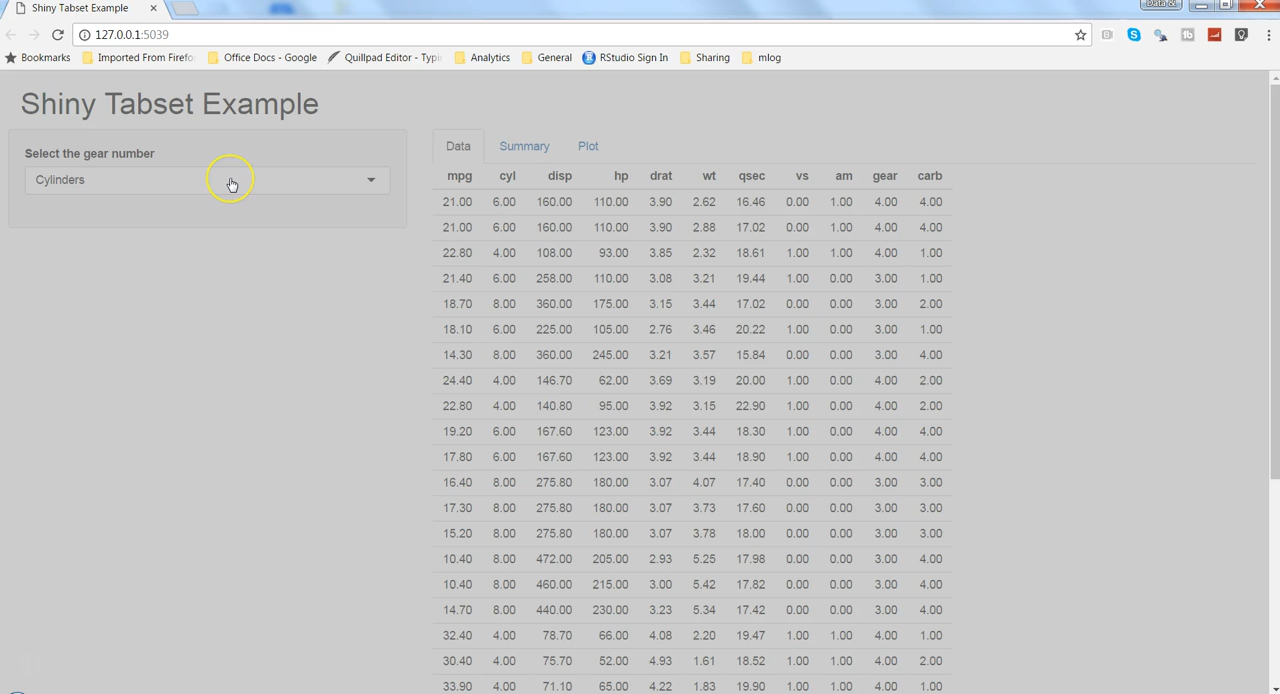 Shiny Tabset Example
Data &
127.0.0.1:5039
Bookmarks Imported From Firefo Office Docs - Google Quillpad Editor - Typin Analytics General RStudio Sign In Sharing mlog
Shiny Tabset Example
Select the gear number
Cylinders
Data Summary Plot
mpg cyl disp hp drat wt qsec vs am gear carb
21.00 6.00 160.00 110.00 3.90 2.62 16.46 0.00 1.00 4.00 4.00
21.00 6.00 160.00 110.00 3.90 2.88 17.02 0.00 1.00 4.00 4.00
22.80 4.00 108.00 93.00 3.85 2.32 18.61 1.00 1.00 4.00 1.00
21.40 6.00 258.00 110.00 3.08 3.21 19.44 1.00 0.00 3.00 1.00
18.70 8.00 360.00 175.00 3.15 3.44 17.02 0.00 0.00 3.00 2.00
18.10 6.00 225.00 105.00 2.76 3.46 20.22 1.00 0.00 3.00 1.00
14.30 8.00 360.00 245.00 3.21 3.57 15.84 0.00 0.00 3.00 4.00
24.40 4.00 146.70 62.00 3.69 3.19 20.00 1.00 0.00 4.00 2.00
22.80 4.00 140.80 95.00 3.92 3.15 22.90 1.00 0.00 4.00 2.00
19.20 6.00 167.60 123.00 3.92 3.44 18.30 1.00 0.00 4.00 4.00
17.80 6.00 167.60 123.00 3.92 3.44 18.90 1.00 0.00 4.00 4.00
16.40 8.00 275.80 180.00 3.07 4.07 17.40 0.00 0.00 3.00 3.00
17.30 8.00 275.80 180.00 3.07 3.73 17.60 0.00 0.00 3.00 3.00
15.20 8.00 275.80 180.00 3.07 3.78 18.00 0.00 0.00 3.00 3.00
10.40 8.00 472.00 205.00 2.93 5.25 17.98 0.00 0.00 3.00 4.00
10.40 8.00 460.00 215.00 3.00 5.42 17.82 0.00 0.00 3.00 4.00
14.70 8.00 440.00 230.00 3.23 5.34 17.42 0.00 0.00 3.00 4.00
32.40 4.00 78.70 66.00 4.08 2.20 19.47 1.00 1.00 4.00 1.00
30.40 4.00 75.70 52.00 4.93 1.61 18.52 1.00 1.00 4.00 2.00
33.90 4.00 71.10 65.00 4.22 1.83 19.90 1.00 1.00 4.00 1.00